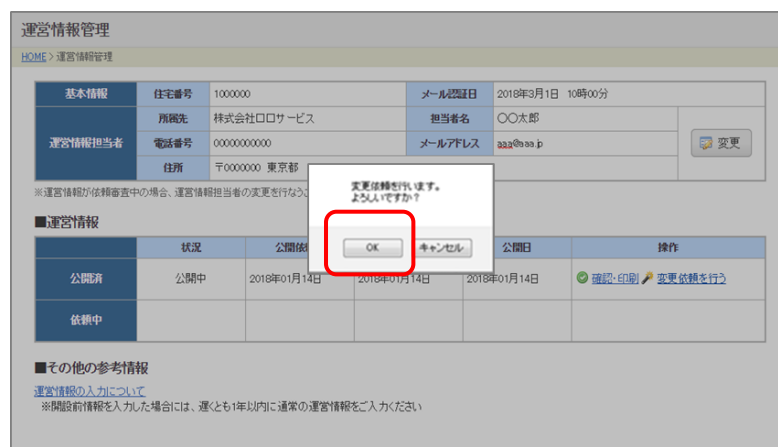 運営情報管理
HOME > 運営情報管理
基本情報 住宅番号 1000000 メール認証日 2018年3月1日 10時00分
運営情報担当者 所属先 株式会社ロロサービス 担当者名 〇〇太郎
電話番号 0000000000 メールアドレス aaa@aaa.jp
住所 〒0000000 東京都
変更
※運営情報が依頼審査中の場合、運営情報担当者の変更を行なうこ
変更依頼を行います。
よろしいですか?
OK キャンセル
■運営情報
状況 公開依 公開日 操作
公開済 公開中 2018年01月14日 2018年01月14日 2018年01月14日 確認・印刷 変更依頼を行う
依頼中
■その他の参考情報
運営情報の入力について
※開設前情報を入力した場合には、遅くとも1年以内に通常の運営情報をご入力ください